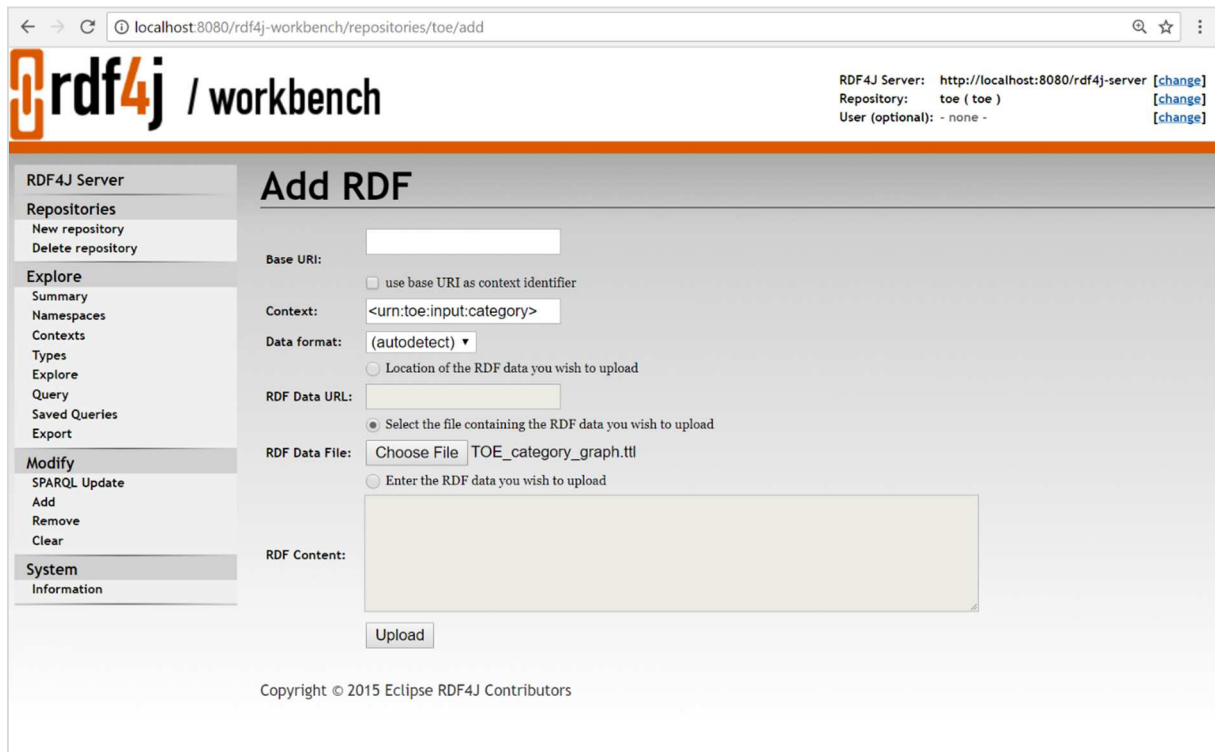 localhost:8080/rdf4j-workbench/repositories/toe/add
rdf4j / workbench
RDF4J Server: http://localhost:8080/rdf4j-server [change]
Repository: toe ( toe ) [change]
User (optional): - none - [change]
RDF4J Server
Repositories
New repository
Delete repository
Explore
Summary
Namespaces
Contexts
Types
Explore
Query
Saved Queries
Export
Modify
SPARQL Update
Add
Remove
Clear
System
Information
Add RDF
Base URI:
use base URI as context identifier
Context: <urn:toe:input:category>
Data format: (autodetect)
Location of the RDF data you wish to upload
RDF Data URL:
Select the file containing the RDF data you wish to upload
RDF Data File: Choose File TOE_category_graph.ttl
Enter the RDF data you wish to upload
RDF Content:
Upload
Copyright © 2015 Eclipse RDF4J Contributors